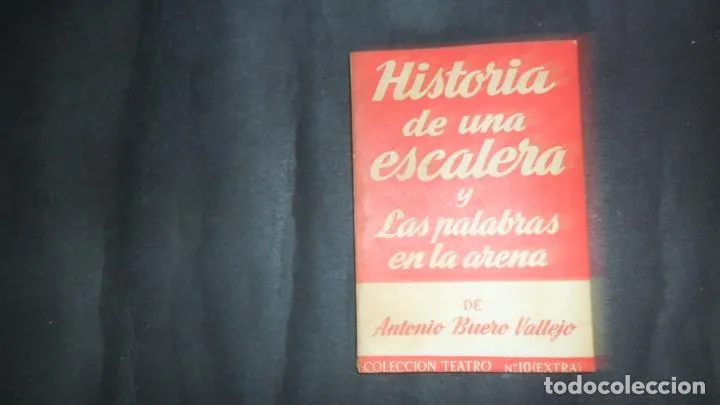 Historia
de una
escalera
y
Las palabras
en la arena
DE
Antonio Buero Vallejo
COLECCION TEATRO Nº10(EXTRA)
todocoleccion